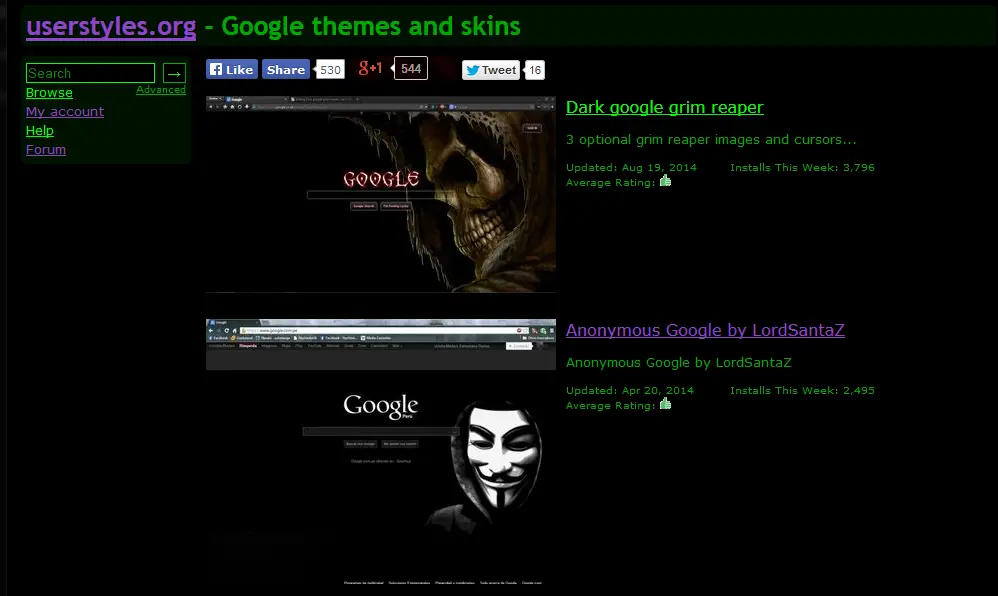 userstyles.org - Google themes and skins
Search →
Advanced
Browse
My account
Help
Forum
Like Share 530 g+1 544 Tweet 16
GOOGLE
Dark google grim reaper
3 optional grim reaper images and cursors...
Updated: Aug 19, 2014 Installs This Week: 3,796
Average Rating:
Google
Perú
Anonymous Google by LordSantaZ
Anonymous Google by LordSantaZ
Updated: Apr 20, 2014 Installs This Week: 2,495
Average Rating: